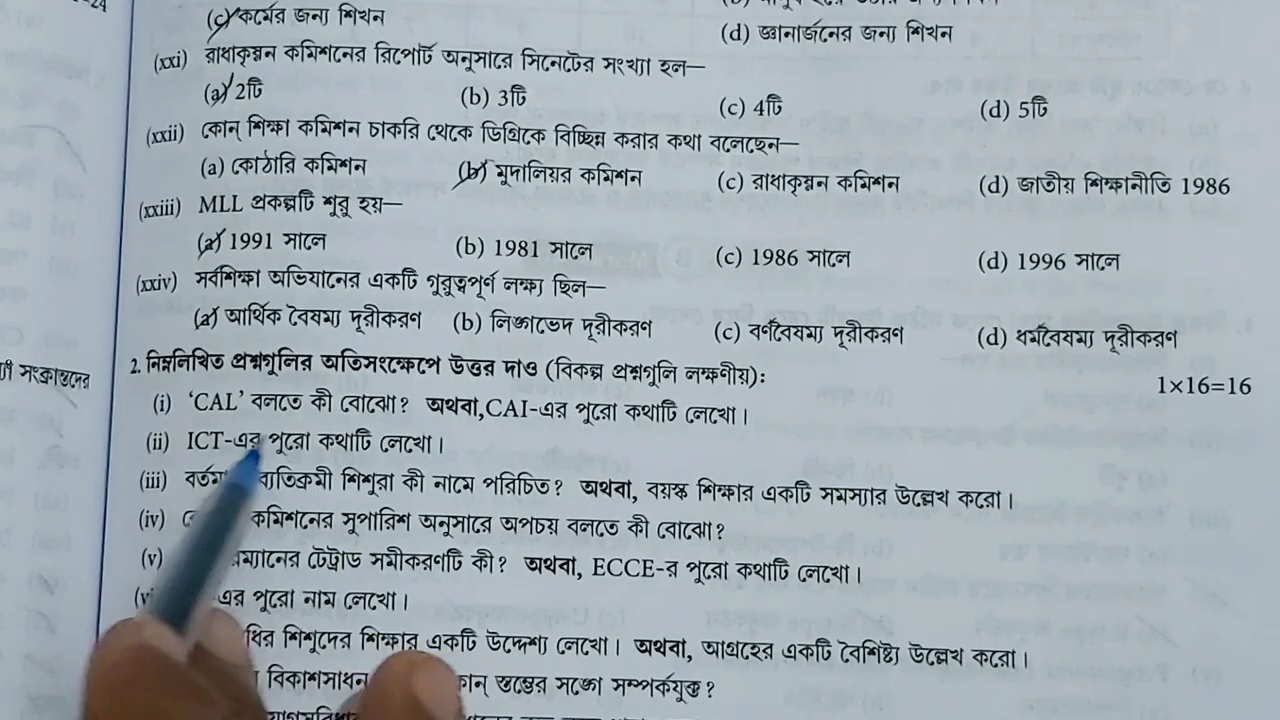 -24
(c) কর্মের জন্য শিখন
(d) জ্ঞানার্জনের জন্য শিখন
(xxi) রাধাকৃষ্ণন কমিশনের রিপোর্ট অনুসারে সিনেটের সংখ্যা হল—
(a) 2টি (b) 3টি (c) 4টি (d) 5টি
(xxii) কোন্ শিক্ষা কমিশন চাকরি থেকে ডিগ্রিকে বিচ্ছিন্ন করার কথা বলেছেন—
(a) কোঠারি কমিশন (b) মুদালিয়র কমিশন (c) রাধাকৃষ্ণন কমিশন (d) জাতীয় শিক্ষানীতি 1986
(xxiii) MLL প্রকল্পটি শুরু হয়—
(a) 1991 সালে (b) 1981 সালে (c) 1986 সালে (d) 1996 সালে
(xxiv) সর্বশিক্ষা অভিযানের একটি গুরুত্বপূর্ণ লক্ষ্য ছিল—
(a) আর্থিক বৈষম্য দূরীকরণ (b) লিঙ্গভেদ দূরীকরণ (c) বর্ণবৈষম্য দূরীকরণ (d) ধর্মবৈষম্য দূরীকরণ
সংক্রান্তদের
2. নিম্নলিখিত প্রশ্নগুলির অতিসংক্ষেপে উত্তর দাও (বিকল্প প্রশ্নগুলি লক্ষণীয়): 1×16=16
(i) ‘CAL’ বলতে কী বোঝো? অথবা, CAI-এর পুরো কথাটি লেখো।
(ii) ICT-এর পুরো কথাটি লেখো।
(iii) ব্যতিক্রমী শিশুরা কী নামে পরিচিত? অথবা, বয়স্ক শিক্ষার একটি সমস্যার উল্লেখ করো।
(iv) কমিশনের সুপারিশ অনুসারে অপচয় বলতে কী বোঝো?
(v) টেট্রাড সমীকরণটি কী? অথবা, ECCE-র পুরো কথাটি লেখো।
এর পুরো নাম লেখো।
শিশুদের শিক্ষার একটি উদ্দেশ্য লেখো। অথবা, আগ্রহের একটি বৈশিষ্ট্য উল্লেখ করো।
বিকাশসাধন কোন্ স্তম্ভের সঙ্গে সম্পর্কযুক্ত?